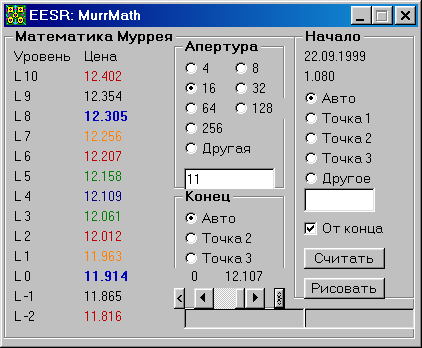 EESR: MurrMath
Математика Муррея
Уровень Цена
L 10 12.402
L 9 12.354
L 8 12.305
L 7 12.256
L 6 12.207
L 5 12.158
L 4 12.109
L 3 12.061
L 2 12.012
L 1 11.963
L 0 11.914
L -1 11.865
L -2 11.816
Апертура
4 8
16 32
64 128
256
Другая
11
Конец
Авто
Точка 2
Точка 3
0 12.107
<
Начало
22.09.1999
1.080
Авто
Точка 1
Точка 2
Точка 3
Другое
От конца
Считать
Рисовать